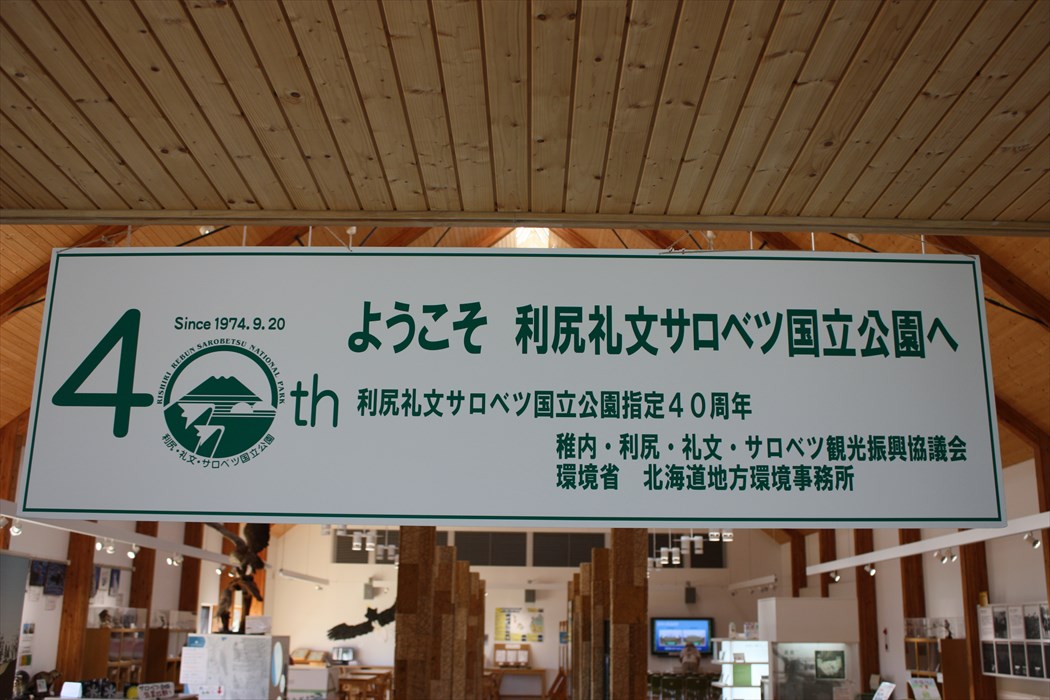 Since 1974.9.20
40th
RISHIRI REBUN SAROBETSU NATIONAL PARK
利尻・礼文・サロベツ国立公園
ようこそ 利尻礼文サロベツ国立公園へ
利尻礼文サロベツ国立公園指定40周年
稚内・利尻・礼文・サロベツ観光振興協議会
環境省 北海道地方環境事務所